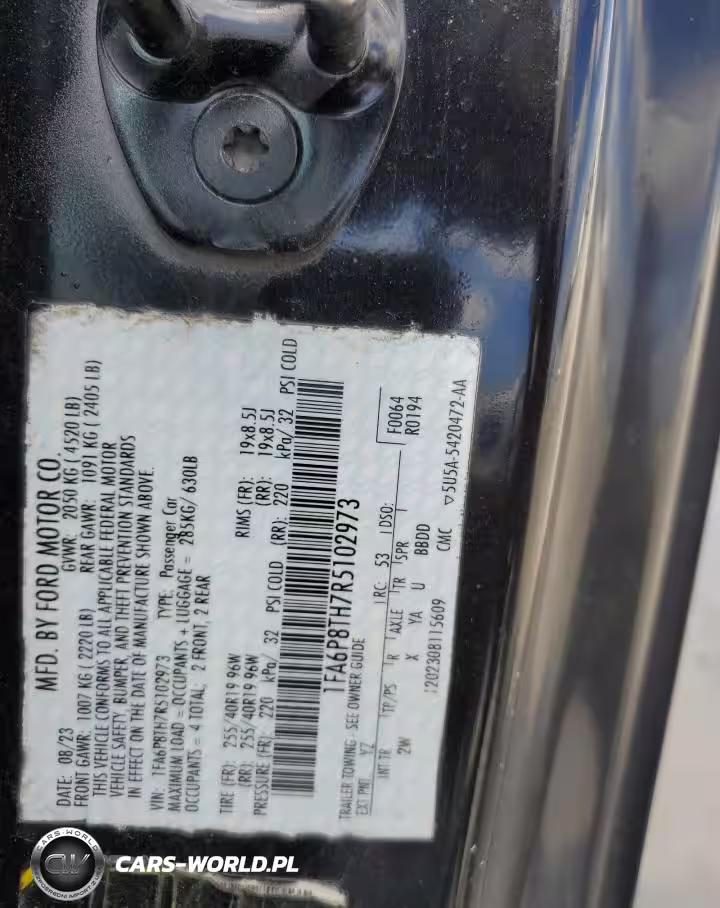 MFD. BY FORD MOTOR CO.
DATE: 08/23 GVWR: 2050 KG ( 4520 LB)
FRONT GAWR: 1007 KG ( 2220 LB) REAR GAWR: 1091 KG ( 2405 LB)
THIS VEHICLE CONFORMS TO ALL APPLICABLE FEDERAL MOTOR
VEHICLE SAFETY, BUMPER, AND THEFT PREVENTION STANDARDS
IN EFFECT ON THE DATE OF MANUFACTURE SHOWN ABOVE.
VIN: 1FA6P8TH7R5102973 TYPE: Passenger Car
MAXIMUM LOAD = OCCUPANTS + LUGGAGE = 285KG/ 630LB
OCCUPANTS = 4 TOTAL: 2 FRONT, 2 REAR
TIRE (FR): 255/40R19 96W RIMS (FR): 19x8.5J
(RR): 255/40R19 96W (RR): 19x8.5J
PRESSURE (FR): 220 kPa/ 32 PSI COLD (RR): 220 kPa/ 32 PSI COLD
1FA6P8TH7R5102973
TRAILER TOWING - SEE OWNER GUIDE
F0064
R0194
EXT PNT: YZ RC: 53 DSO:
INT TR TP/PS R AXLE TR SPR
2W X YA U BBDD
1202308115609 CMC ▽5U5A-5420472-AA
CARS-WORLD
CW
CARS-WORLD.PL